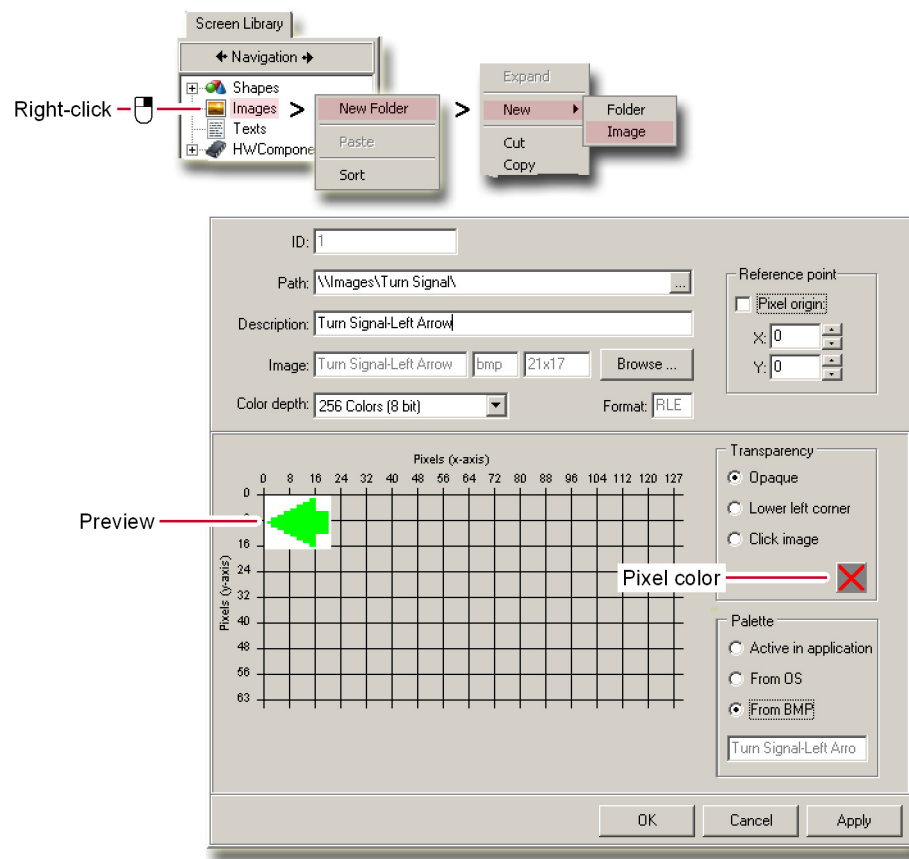 Screen Library
Navigation
Shapes
Images
Texts
HWCompone
Right-click
>
New Folder
Paste
Sort
>
Expand
New
Cut
Copy
Folder
Image
ID: 1
Path: \\Images\Turn Signal\ ...
Description: Turn Signal-Left Arrow
Image: Turn Signal-Left Arrow bmp 21x17 Browse ...
Color depth: 256 Colors (8 bit) Format: RLE
Reference point
Pixel origin:
X: 0
Y: 0
Pixels (x-axis)
0 8 16 24 32 40 48 56 64 72 80 88 96 104 112 120 127
Pixels (y-axis)
0
16
24
32
40
48
56
63
Preview
Transparency
Opaque
Lower left corner
Click image
Pixel color
Palette
Active in application
From OS
From BMP
Turn Signal-Left Arro
OK Cancel Apply